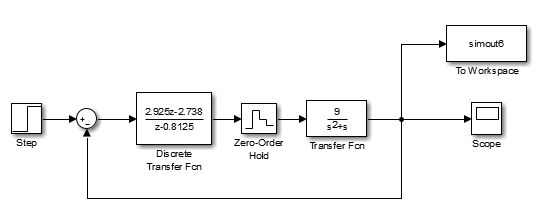 simout6
To Workspace
Step
+
-
2.925z-2.738
z-0.8125
Discrete
Transfer Fcn
Zero-Order
Hold
9
s2+s
Transfer Fcn
Scope